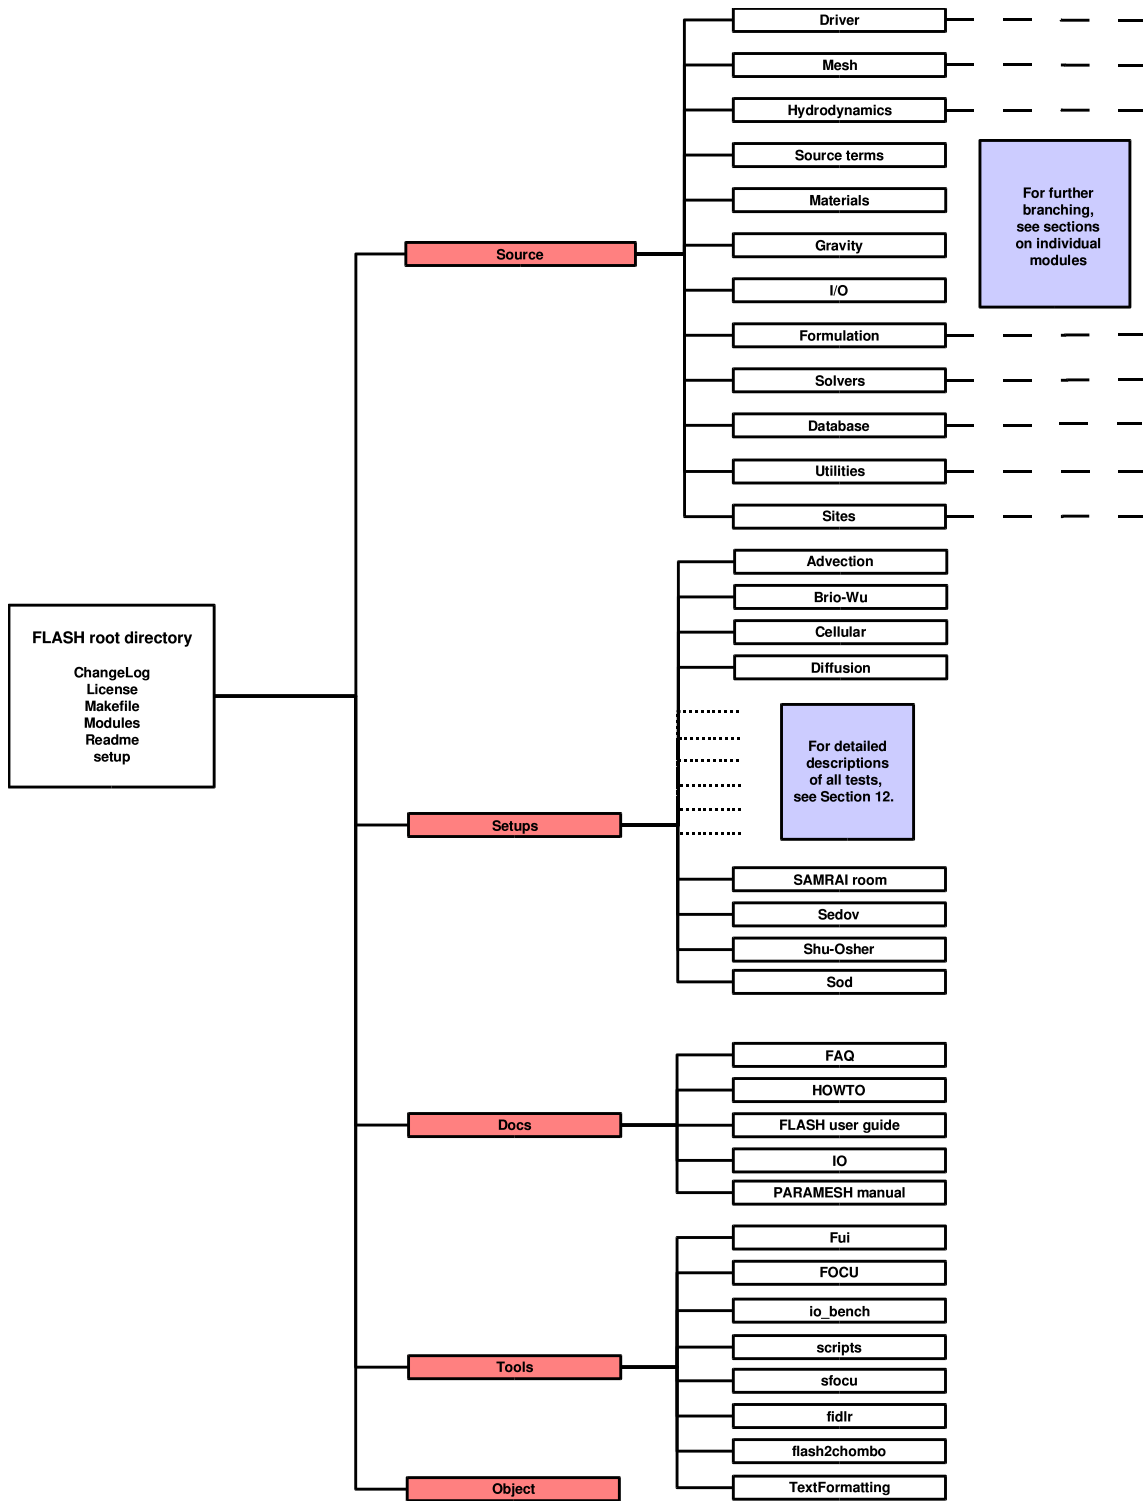 Driver
Mesh
Hydrodynamics
Source terms
Materials
Gravity
I/O
Formulation
Solvers
Database
Utilities
Sites
For further
branching,
see sections
on individual
modules
Source
Advection
Brio-Wu
Cellular
Diffusion
For detailed
descriptions
of all tests,
see Section 12.
SAMRAI room
Sedov
Shu-Osher
Sod
FLASH root directory
ChangeLog
License
Makefile
Modules
Readme
setup
Setups
FAQ
HOWTO
FLASH user guide
IO
PARAMESH manual
Docs
Fui
FOCU
io_bench
scripts
sfocu
fidlr
flash2chombo
TextFormatting
Tools
Object